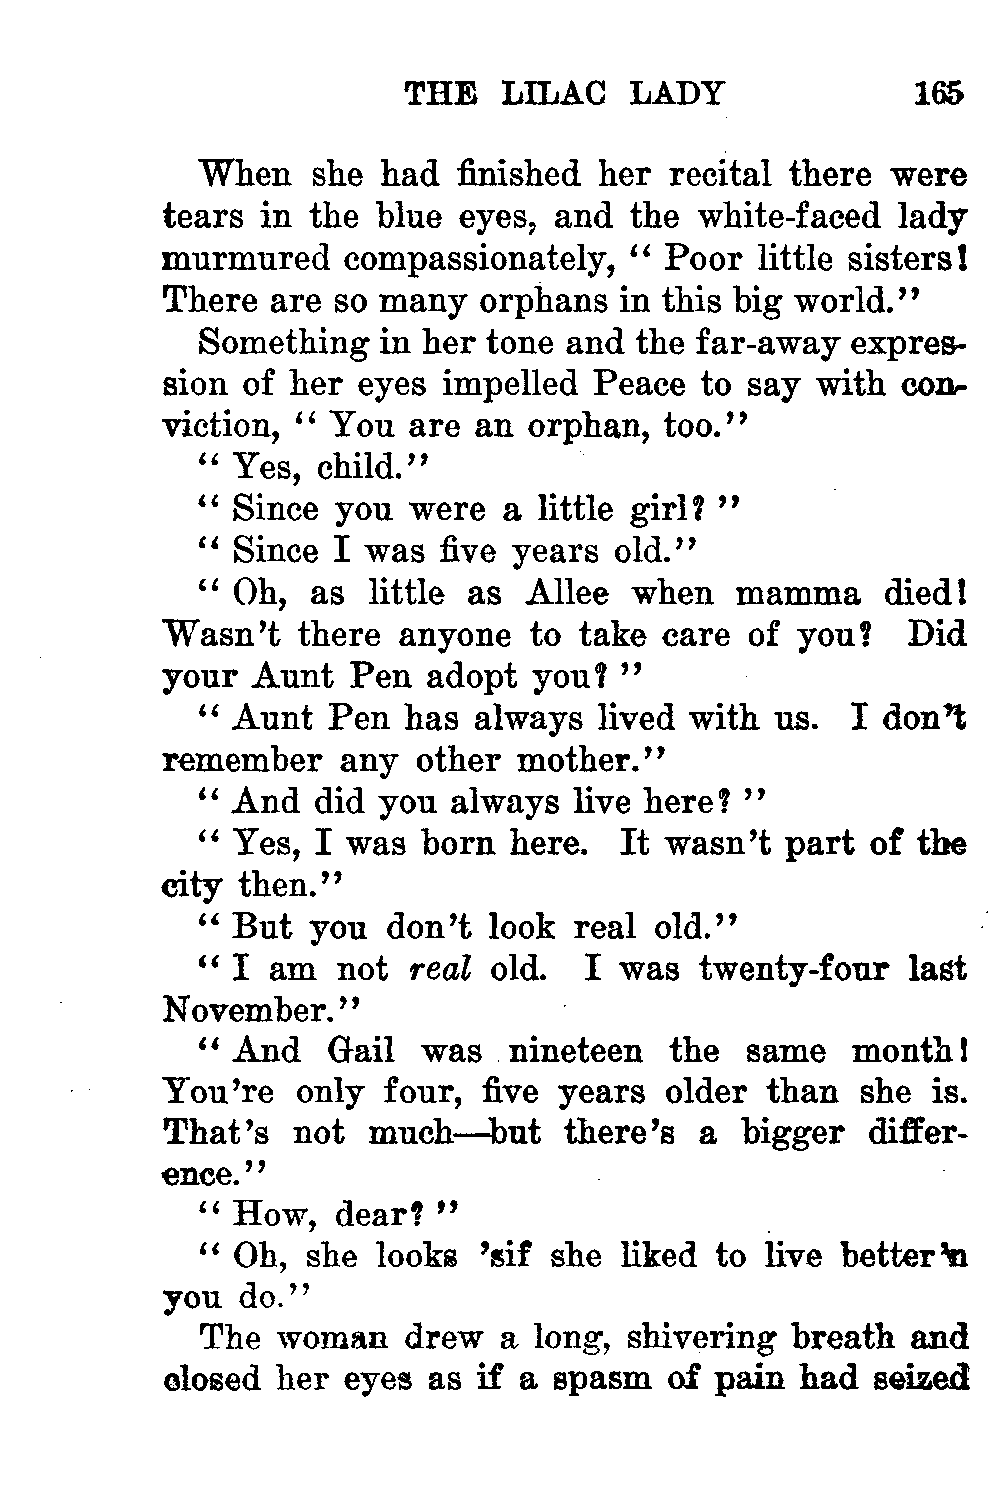 THE LILAC LADY 165
When she had finished her recital there were
tears in the blue eyes, and the white-faced lady
murmured compassionately, “ Poor little sisters!
There are so many orphans in this big world.”
Something in her tone and the far-away expres-
sion of her eyes impelled Peace to say with con-
viction, “ You are an orphan, too.”
“ Yes, child.”
“ Since you were a little girl? ”
“ Since I was five years old.”
“ Oh, as little as Allee when mamma died!
Wasn’t there anyone to take care of you? Did
your Aunt Pen adopt you? ”
“ Aunt Pen has always lived with us. I don’t
remember any other mother.”
“ And did you always live here? ”
“ Yes, I was born here. It wasn’t part of the
city then.”
“ But you don’t look real old.”
“ I am not real old. I was twenty-four last
November.”
“ And Gail was nineteen the same month!
You’re only four, five years older than she is.
That’s not much—but there’s a bigger differ-
ence.”
“ How, dear? ”
“ Oh, she looks ’sif she liked to live better’n
you do.”
The woman drew a long, shivering breath and
closed her eyes as if a spasm of pain had seized